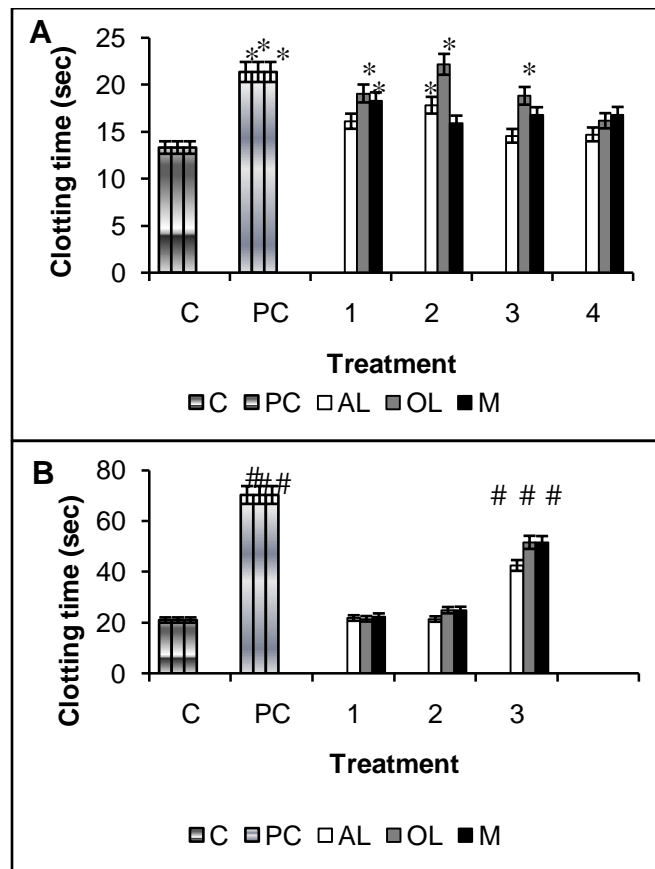 A
Clotting time (sec)
25
20
15
10
5
0
* * *
* *
* *
*
C PC 1 2 3 4
Treatment
C PC AL OL M
B
Clotting time (sec)
80
60
40
20
0
# # #
# # #
C PC 1 2 3
Treatment
C PC AL OL M